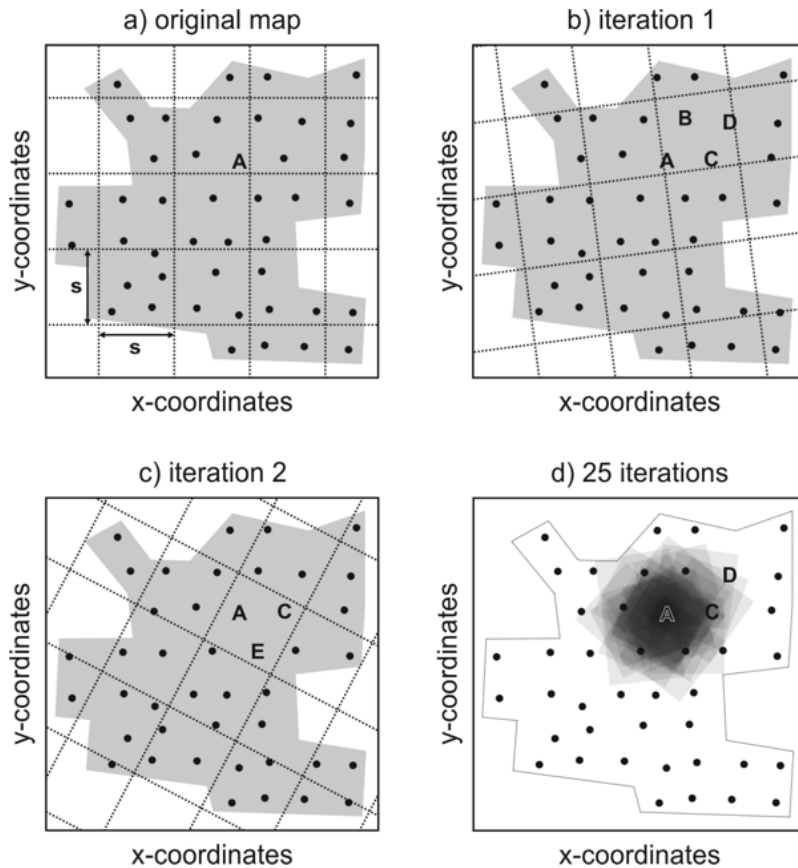 a) original map
b) iteration 1
y-coordinates
A
s
s
x-coordinates
y-coordinates
B
D
A
C
x-coordinates
c) iteration 2
d) 25 iterations
y-coordinates
A
C
E
x-coordinates
y-coordinates
D
A
C
x-coordinates